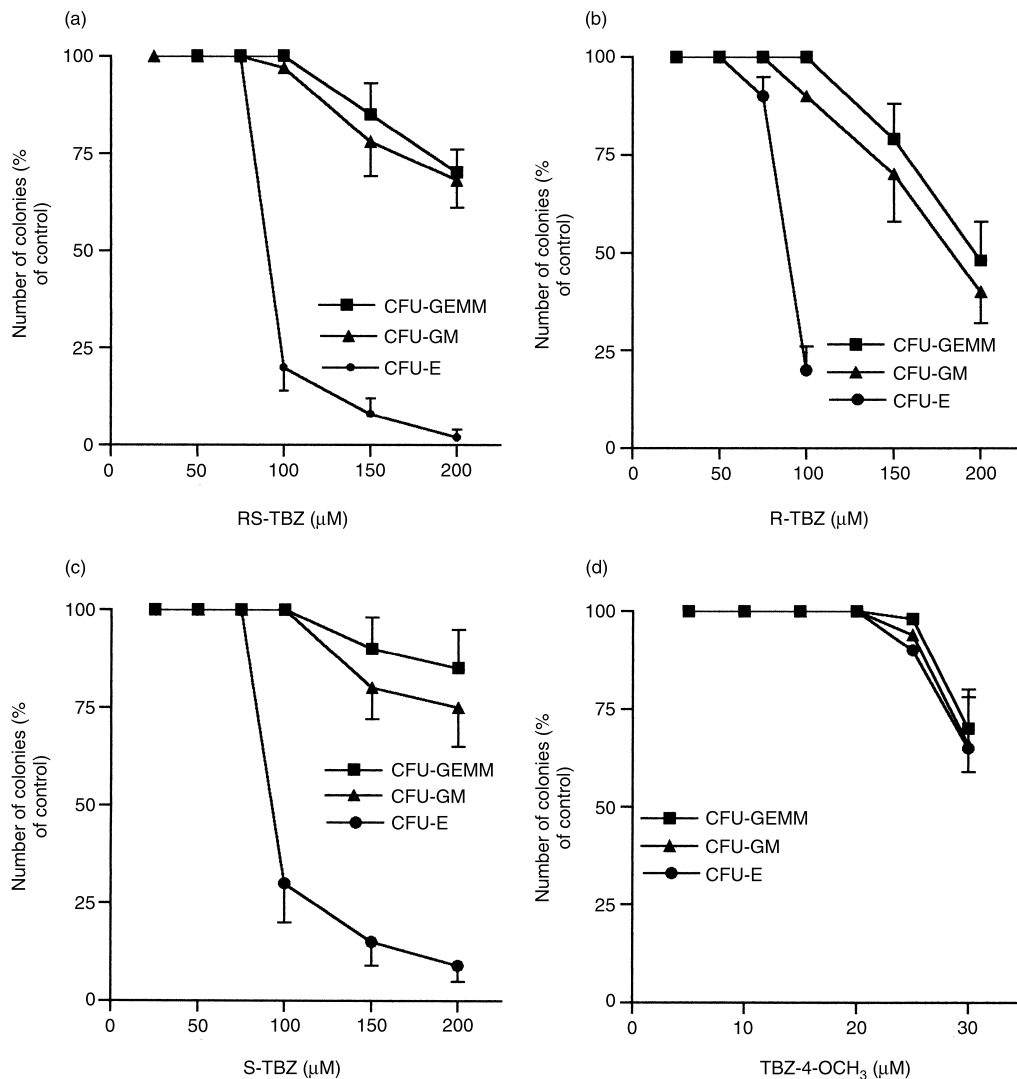 (a)
Number of colonies (%
of control)
100
75
50
25
0
0 50 100 150 200
CFU-GEMM
CFU-GM
CFU-E
RS-TBZ (μM)
(b)
Number of colonies (%
of control)
100
75
50
25
0
0 50 100 150 200
CFU-GEMM
CFU-GM
CFU-E
R-TBZ (μM)
(c)
Number of colonies (%
of control)
100
75
50
25
0
0 50 100 150 200
CFU-GEMM
CFU-GM
CFU-E
S-TBZ (μM)
(d)
Number of colonies (%
of control)
100
75
50
25
0
0 10 20 30
CFU-GEMM
CFU-GM
CFU-E
TBZ-4-OCH₃ (μM)